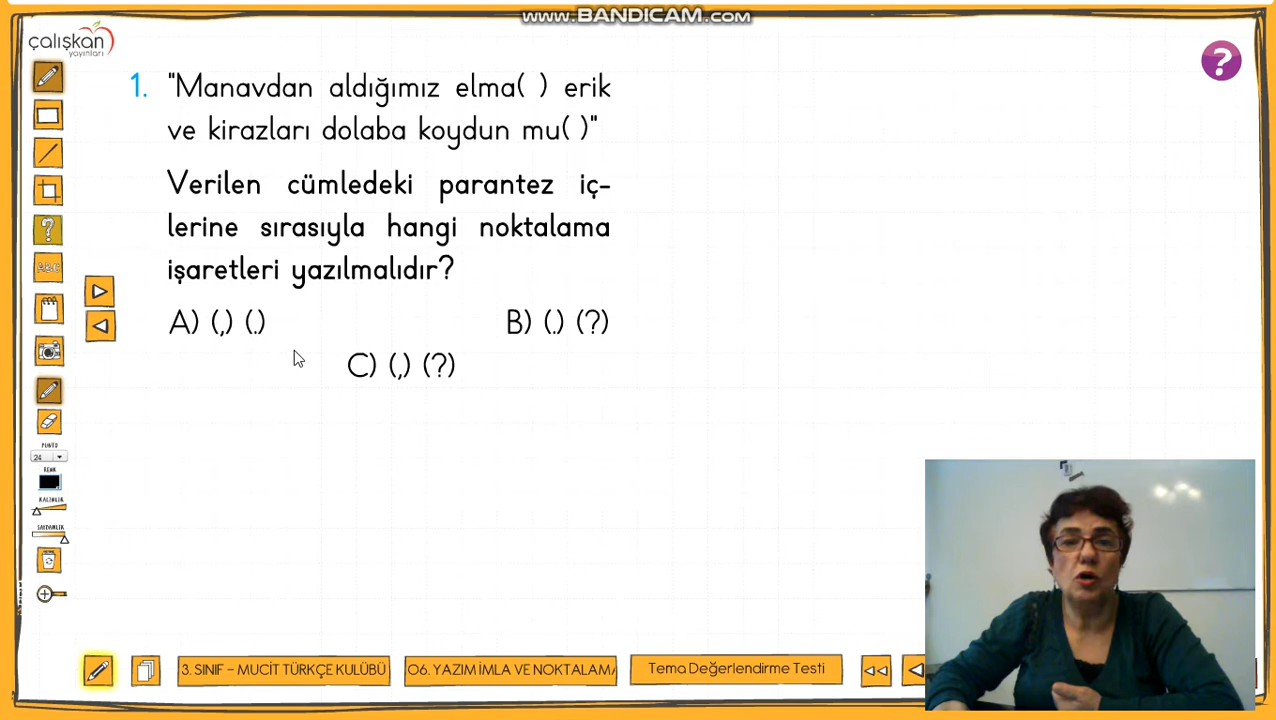 www.BANDICAM.com
çalışkan
yayınları
?
1. "Manavdan aldığımız elma( ) erik
ve kirazları dolaba koydun mu( )"
Verilen cümledeki parantez iç-
lerine sırasıyla hangi noktalama
işaretleri yazılmalıdır?
A) (,) (.) B) (.) (?)
C) (,) (?)
?
ABC
PUNTO
24
RENK
KALINLIK
SAYDAMLIK
3. SINIF - MUCİT TÜRKÇE KULÜBÜ
06. YAZIM İMLA VE NOKTALAMA
Tema Değerlendirme Testi